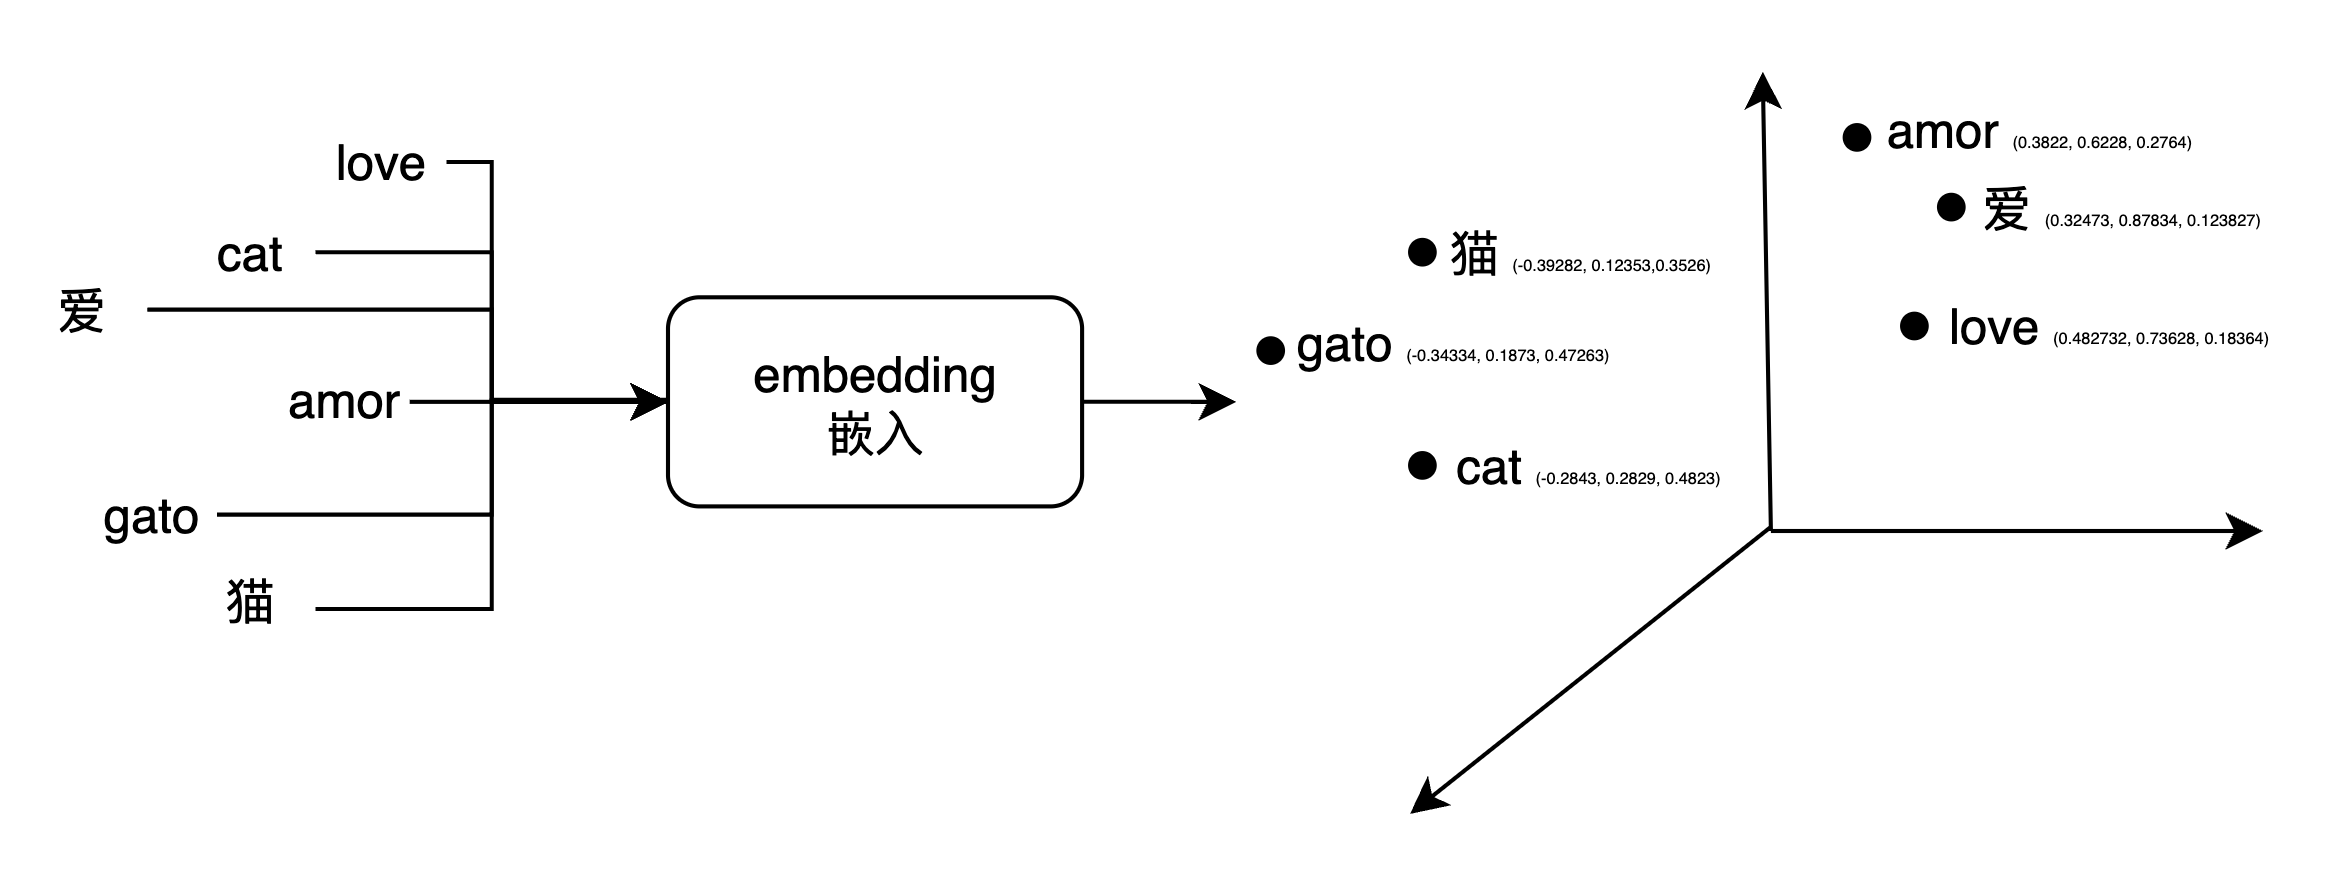 love
cat
爱
amor
gato
猫
embedding
嵌入
amor (0.3822, 0.6228, 0.2764)
爱 (0.32473, 0.87834, 0.123827)
猫 (-0.39282, 0.12353,0.3526)
love (0.482732, 0.73628, 0.18364)
gato (-0.34334, 0.1873, 0.47263)
cat (-0.2843, 0.2829, 0.4823)